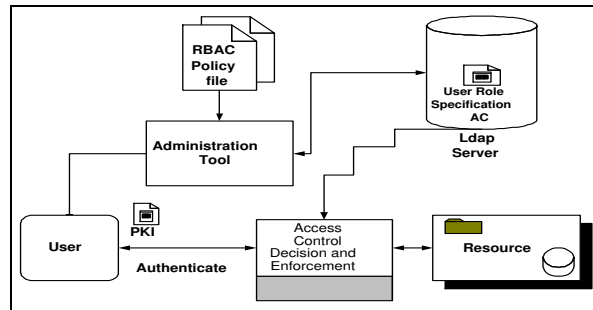 RBAC
Policy
file
User Role
Specification
AC
Ldap
Server
Administration
Tool
PKI
User
Authenticate
Access
Control
Decision and
Enforcement
Resource